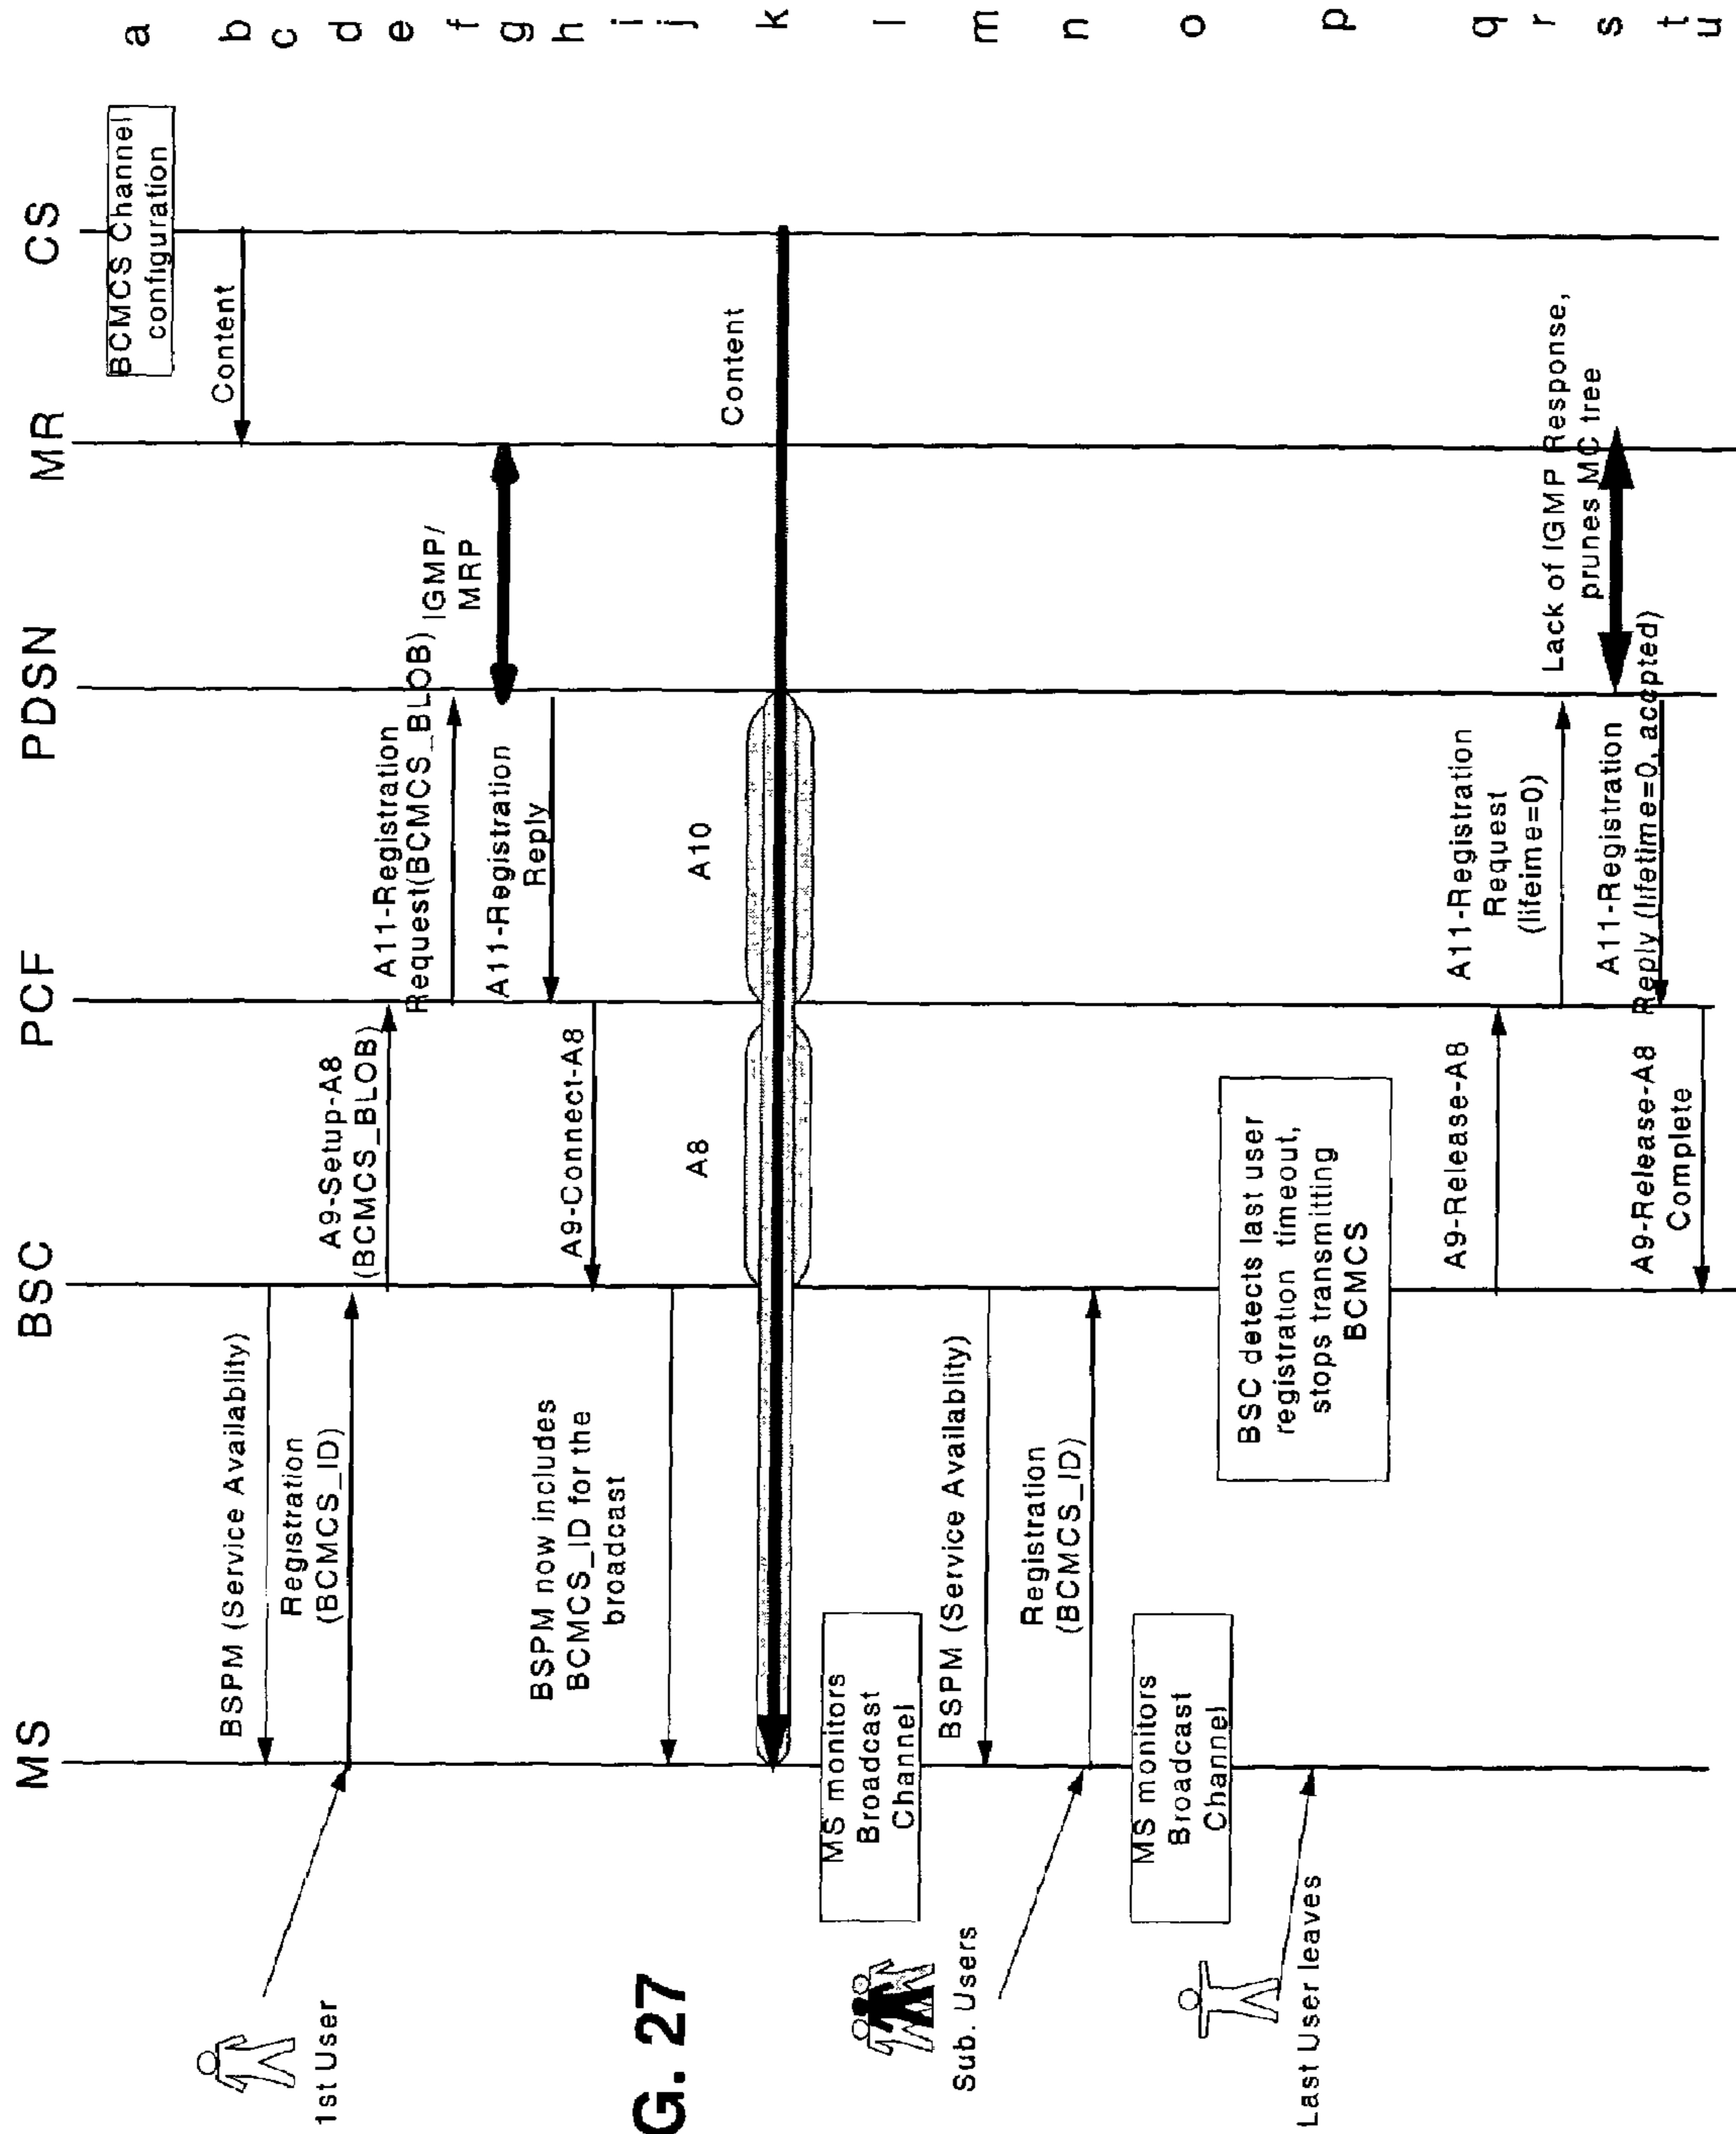 MS
BSC
PCF
PDSN
MR
CS
BCMCS Channel
configuration
a
Content
b
BSPM (Service Availablity)
c
1st User
Registration
(BCMCS_ID)
d
A9-Setup-A8
(BCMCS_BLOB)
e
A11-Registration
Request(BCMCS_BLOB)
f
IGMP/
MRP
g
A11-Registration
Reply
h
A9-Connect-A8
i
BSPM now includes
BCMCS_ID for the
broadcast
j
A8
A10
Content
k
MS monitors
Broadcast
Channel
l
BSPM (Service Availablity)
m
Sub. Users
Registration
(BCMCS_ID)
n
MS monitors
Broadcast
Channel
o
Last User leaves
BSC detects last user
registration timeout,
stops transmitting
BCMCS
p
A9-Release-A8
q
A11-Registration
Request
(lifeime=0)
r
Lack of IGMP Response,
prunes MC tree
s
A11-Registration
Reply (lifetime=0, accpted)
t
A9-Release-A8
Complete
u
G. 27